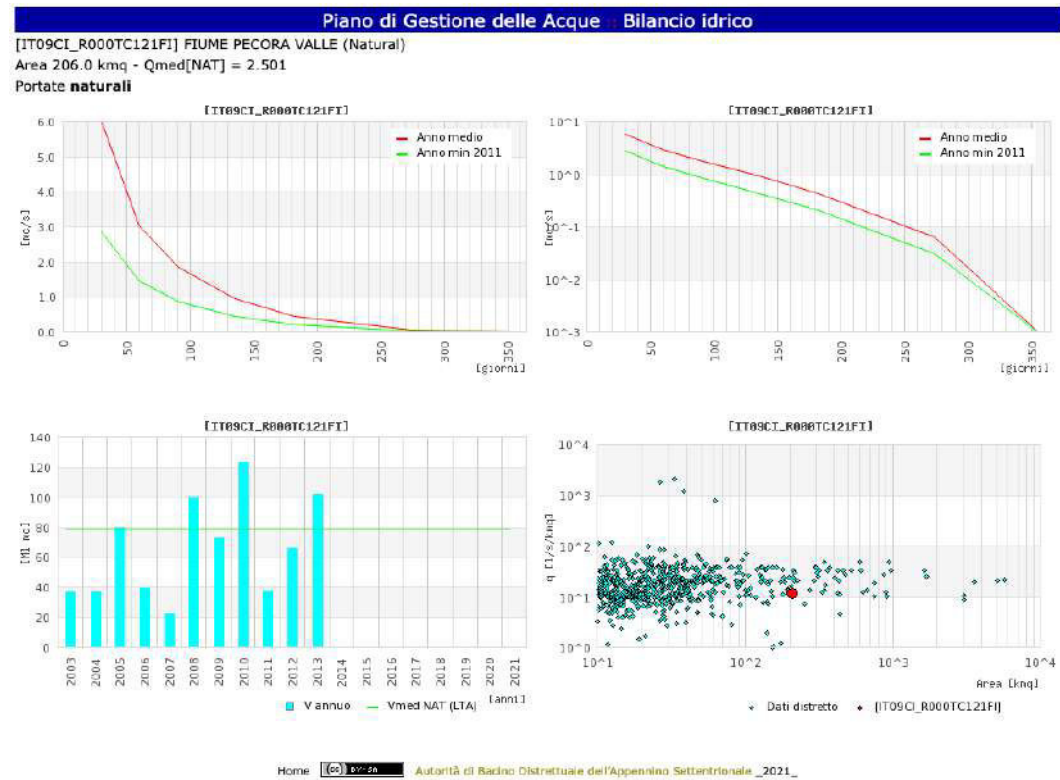 Piano di Gestione delle Acque :: Bilancio idrico
[IT09CI_R000TC121FI] FIUME PECORA VALLE (Natural)
Area 206.0 kmq - Qmed[NAT] = 2.501
Portate naturali
[IT09CI_R000TC121FI]
6.0
5.0
4.0
3.0
2.0
1.0
0.0
[mc/s]
Anno medio
Anno min 2011
0 50 100 150 200 250 300 350
[giorni]
[IT09CI_R000TC121FI]
10^1
10^0
10^-1
10^-2
10^-3
[mc/s]
Anno medio
Anno min 2011
0 50 100 150 200 250 300 350
[giorni]
[IT09CI_R000TC121FI]
140
120
100
80
60
40
20
0
[Ml mc]
2003 2004 2005 2006 2007 2008 2009 2010 2011 2012 2013 2014 2015 2016 2017 2018 2019 2020 2021
[anni]
V annuo Vmed NAT (LTA)
[IT09CI_R000TC121FI]
10^4
10^3
10^2
10^1
10^0
q [l/s/kmq]
10^1 10^2 10^3 10^4
Area [kmq]
Dati distretto [IT09CI_R000TC121FI]
Home (cc) BY-SA Autorità di Bacino Distrettuale dell'Appennino Settentrionale _2021_